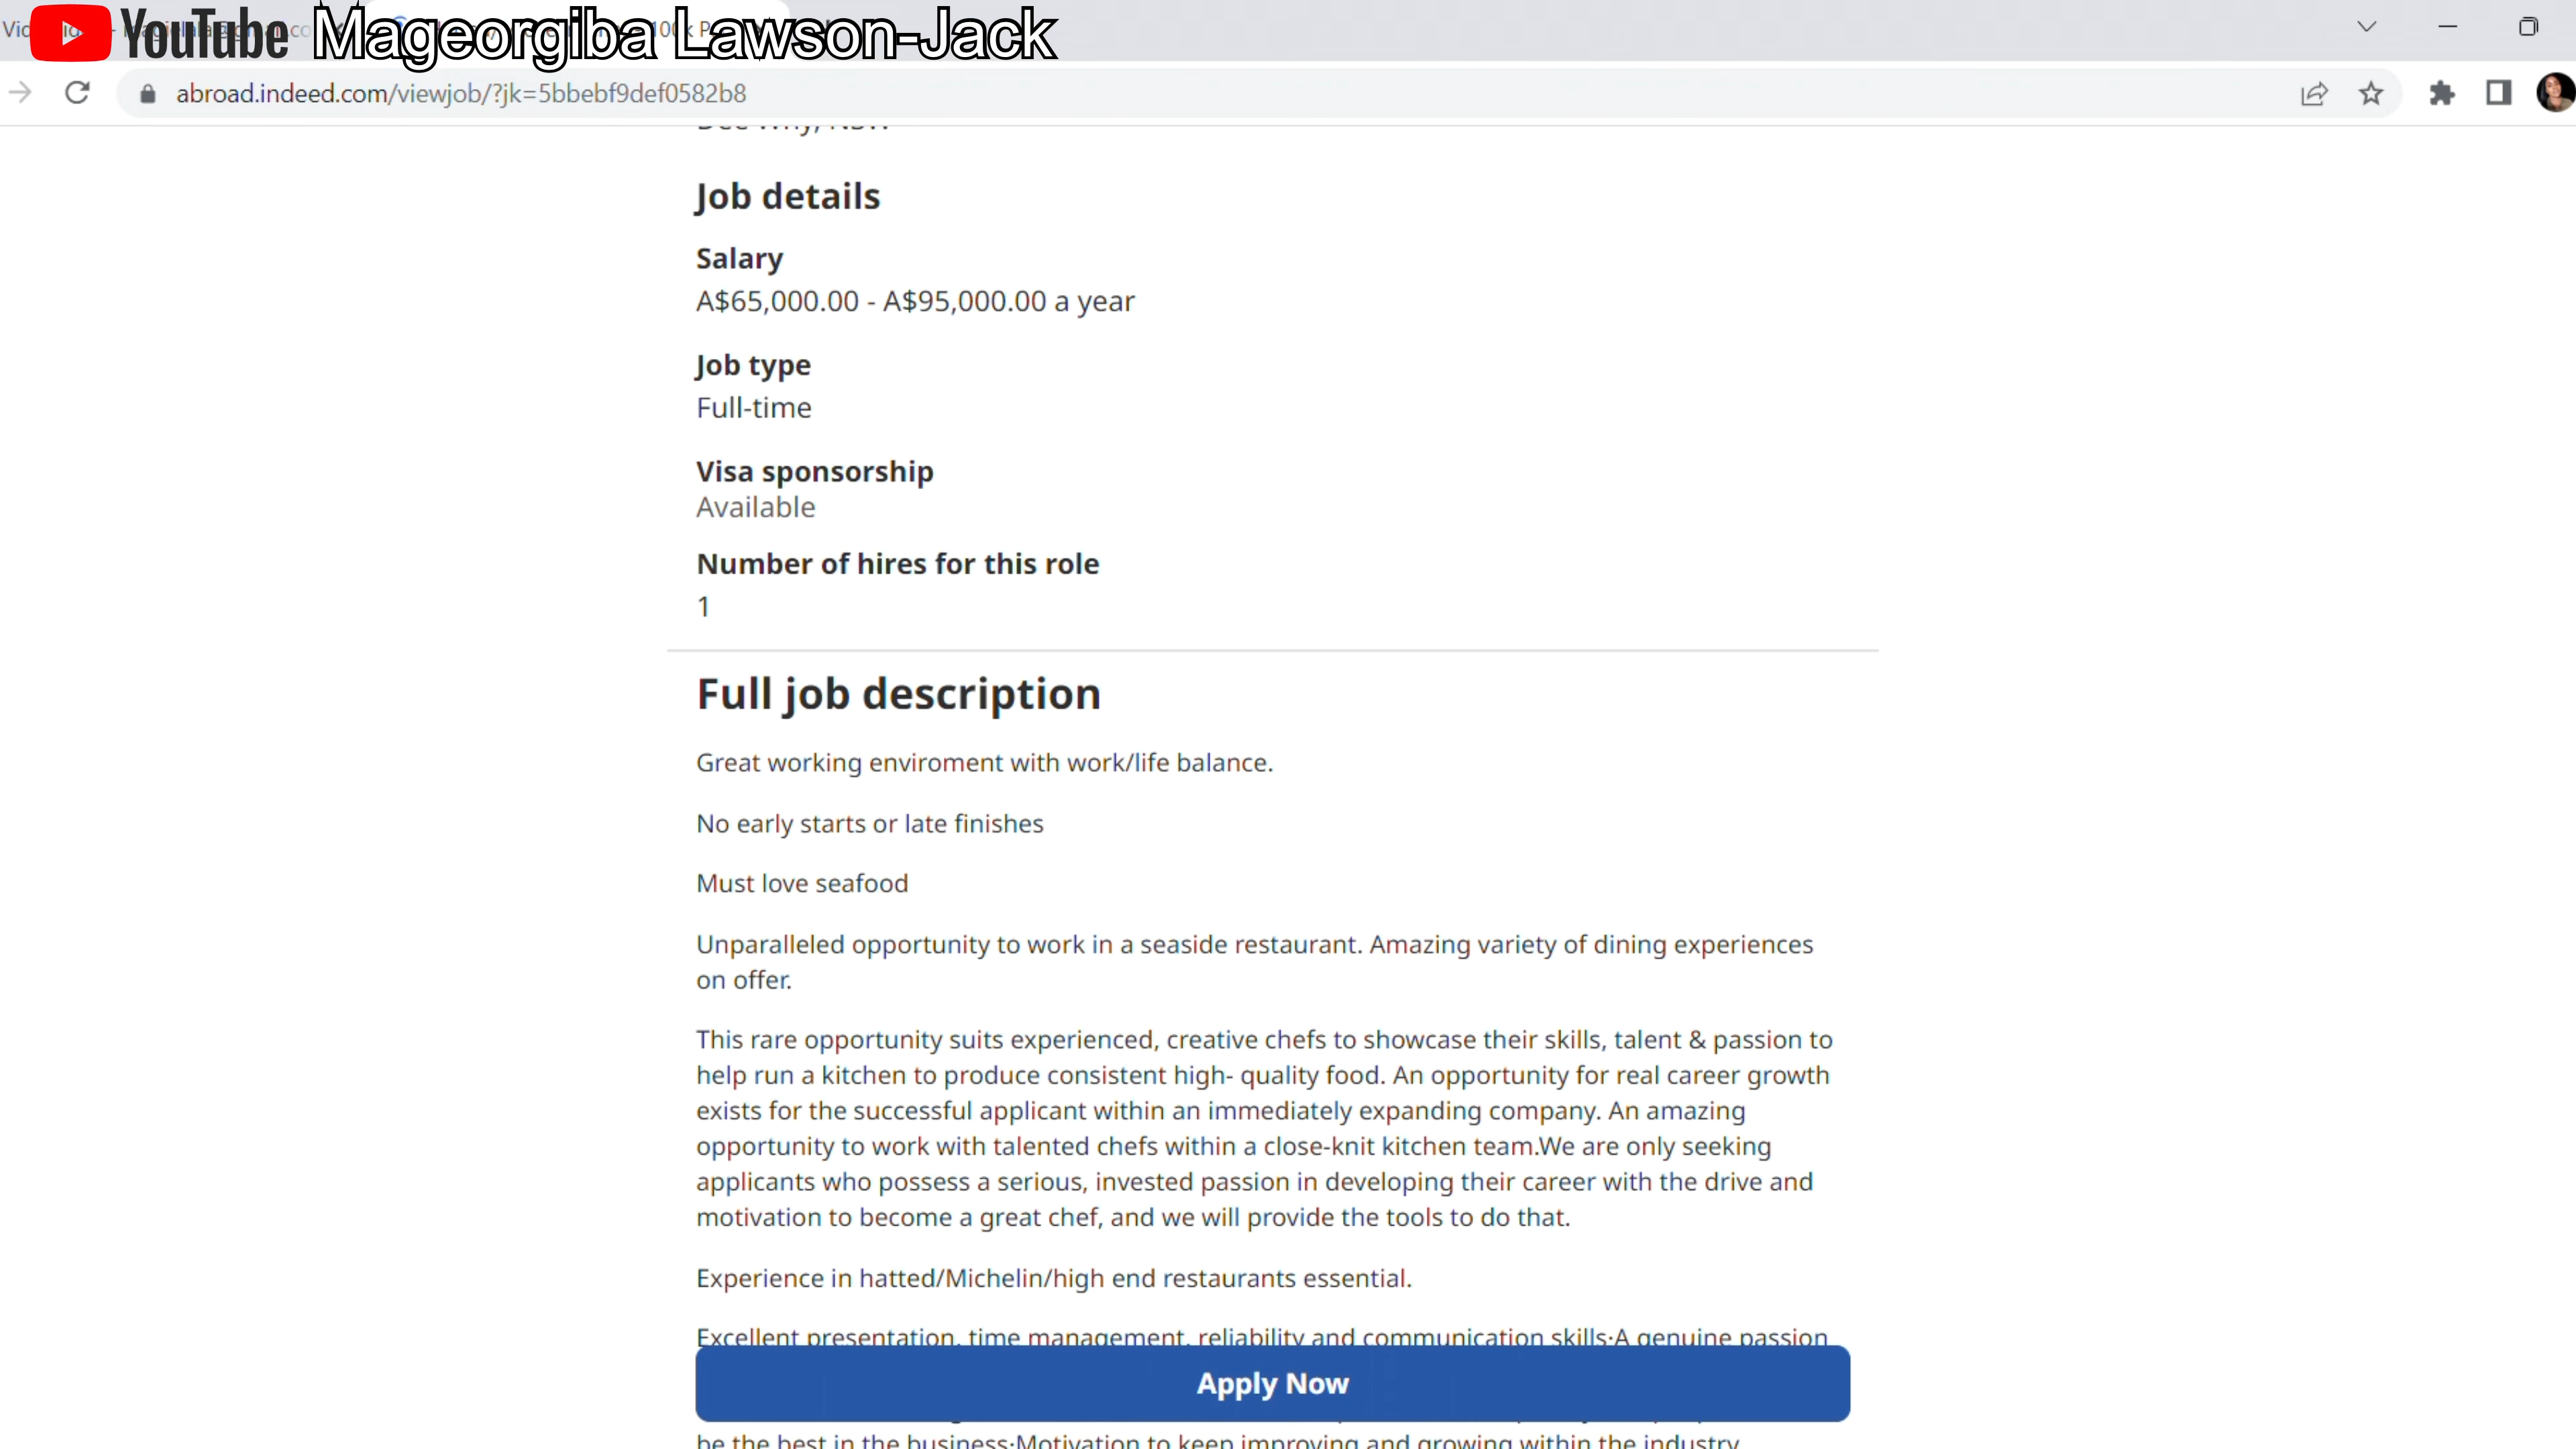 YouTube Mageorgiba Lawson-Jack
abroad.indeed.com/viewjob/?jk=5bbebf9def0582b8
Dee Why, NSW
Job details
Salary
A$65,000.00 - A$95,000.00 a year
Job type
Full-time
Visa sponsorship
Available
Number of hires for this role
1
Full job description
Great working enviroment with work/life balance.
No early starts or late finishes
Must love seafood
Unparalleled opportunity to work in a seaside restaurant. Amazing variety of dining experiences
on offer.
This rare opportunity suits experienced, creative chefs to showcase their skills, talent & passion to
help run a kitchen to produce consistent high- quality food. An opportunity for real career growth
exists for the successful applicant within an immediately expanding company. An amazing
opportunity to work with talented chefs within a close-knit kitchen team.We are only seeking
applicants who possess a serious, invested passion in developing their career with the drive and
motivation to become a great chef, and we will provide the tools to do that.
Experience in hatted/Michelin/high end restaurants essential.
Excellent presentation, time management, reliability and communication skills·A genuine passion
Apply Now
be the best in the business·Motivation to keep improving and growing within the industry